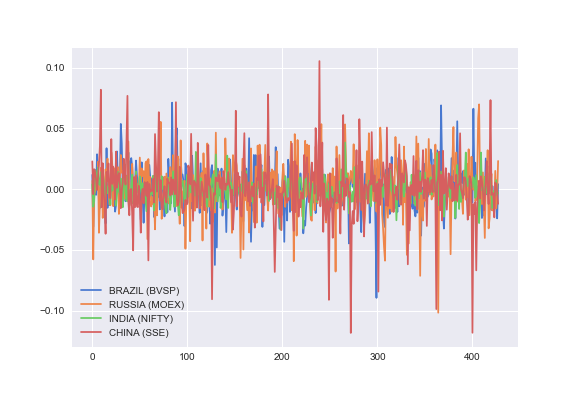 0.10
0.05
0.00
−0.05
−0.10
BRAZIL (BVSP)
RUSSIA (MOEX)
INDIA (NIFTY)
CHINA (SSE)
0 100 200 300 400